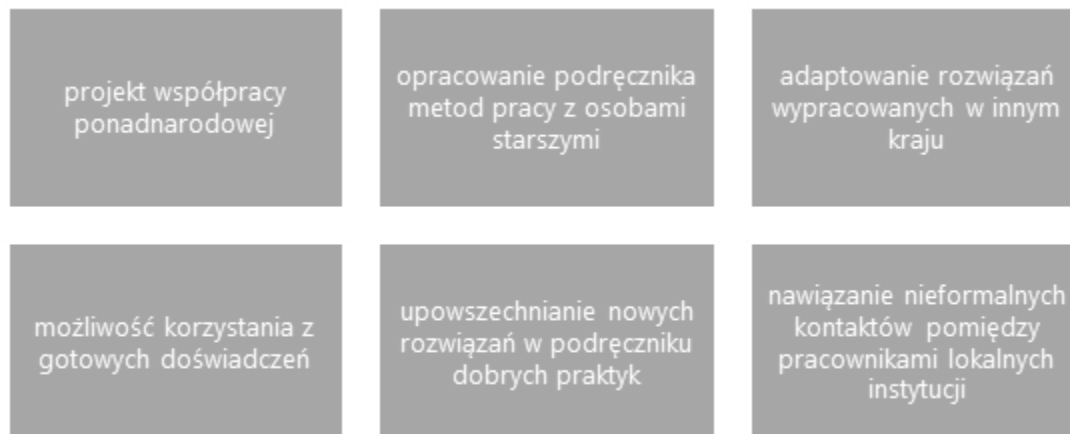 projekt współpracy
ponadnarodowej
opracowanie podręcznika
metod pracy z osobami
starszymi
adaptowanie rozwiązań
wypracowanych w innym
kraju
możliwość korzystania z
gotowych doświadczeń
upowszechnianie nowych
rozwiązań w podręczniku
dobrych praktyk
nawiązanie nieformalnych
kontaktów pomiędzy
pracownikami lokalnych
instytucji